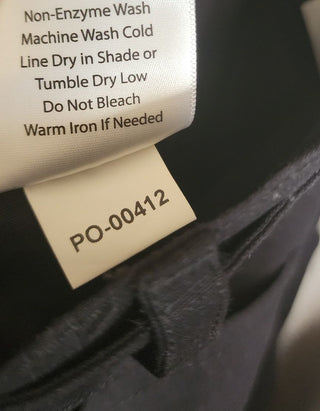 Non-Enzyme Wash
Machine Wash Cold
Line Dry in Shade or
Tumble Dry Low
Do Not Bleach
Warm Iron If Needed
PO-00412